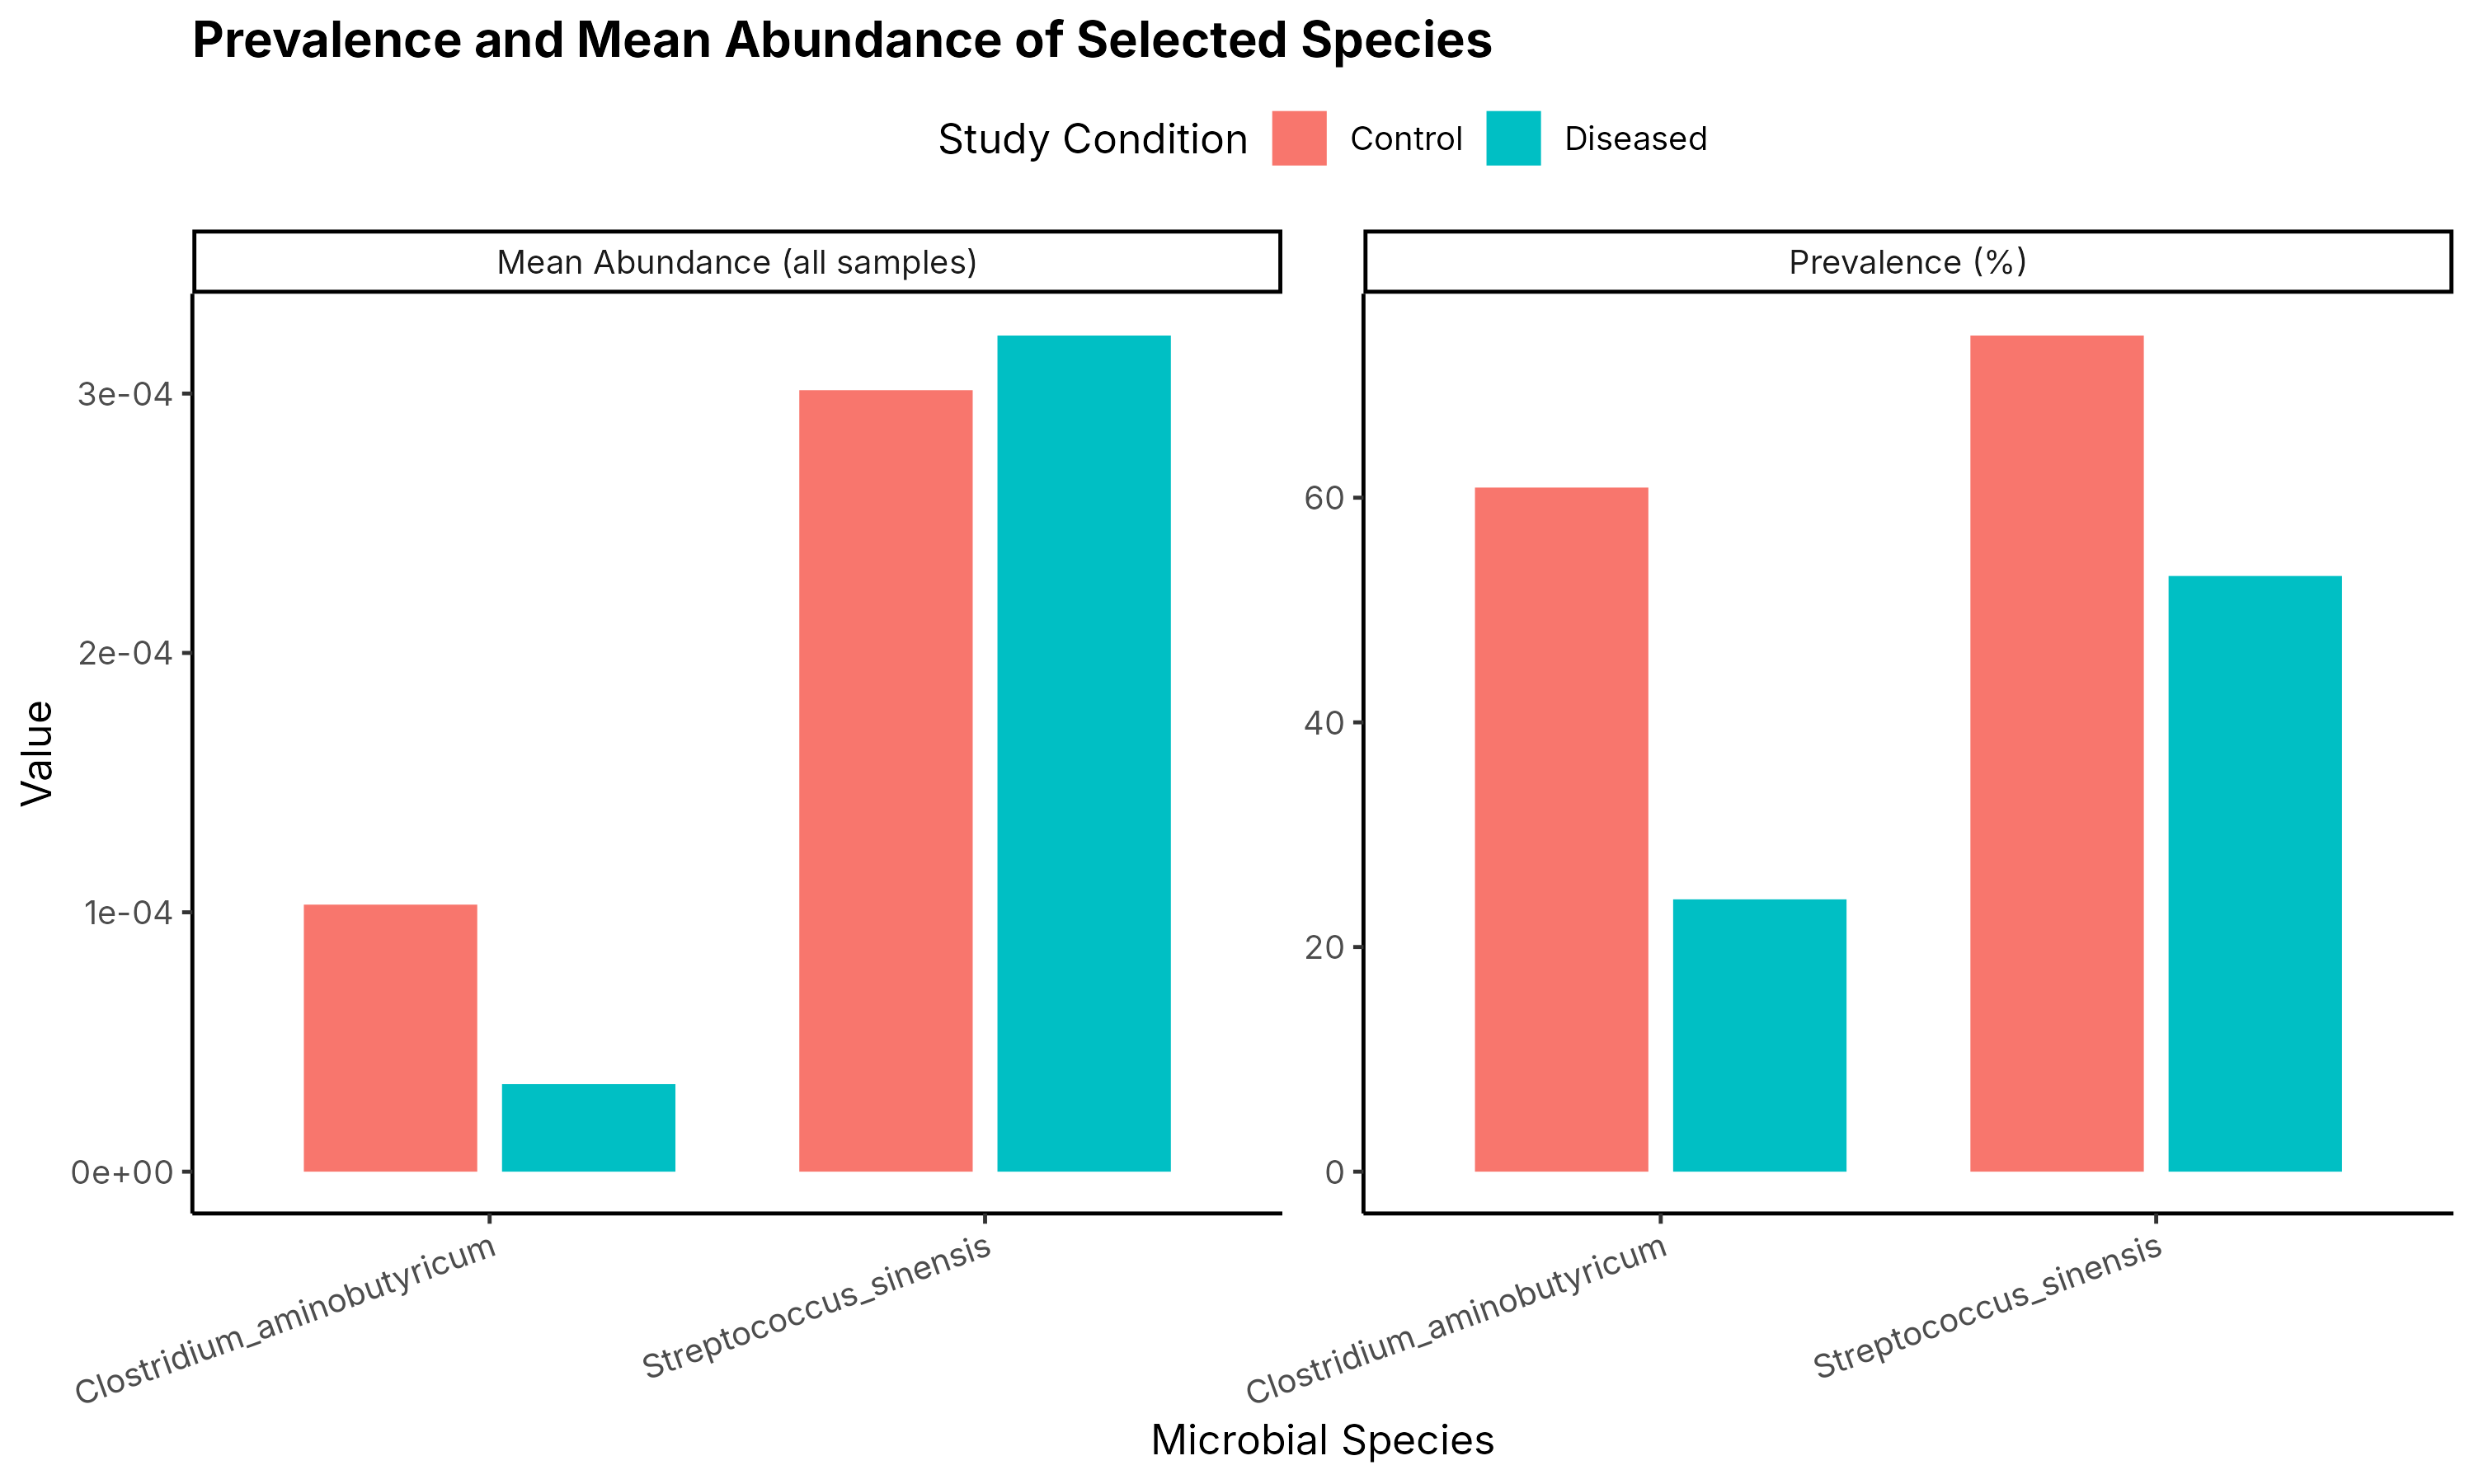 Prevalence and Mean Abundance of Selected Species
Study Condition Control Diseased
Mean Abundance (all samples)
Prevalence (%)
Value
3e-04
2e-04
1e-04
0e+00
60
40
20
0
Clostridium_aminobutyricum
Streptococcus_sinensis
Clostridium_aminobutyricum
Streptococcus_sinensis
Microbial Species